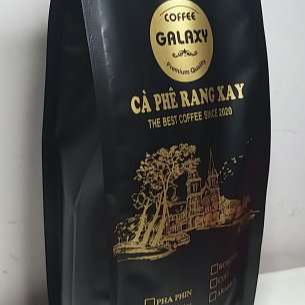 COFFEE
GALAXY
Premium Quality
CÀ PHÊ RANG XAY
THE BEST COFFEE SINCE 2020
PHA PHIN